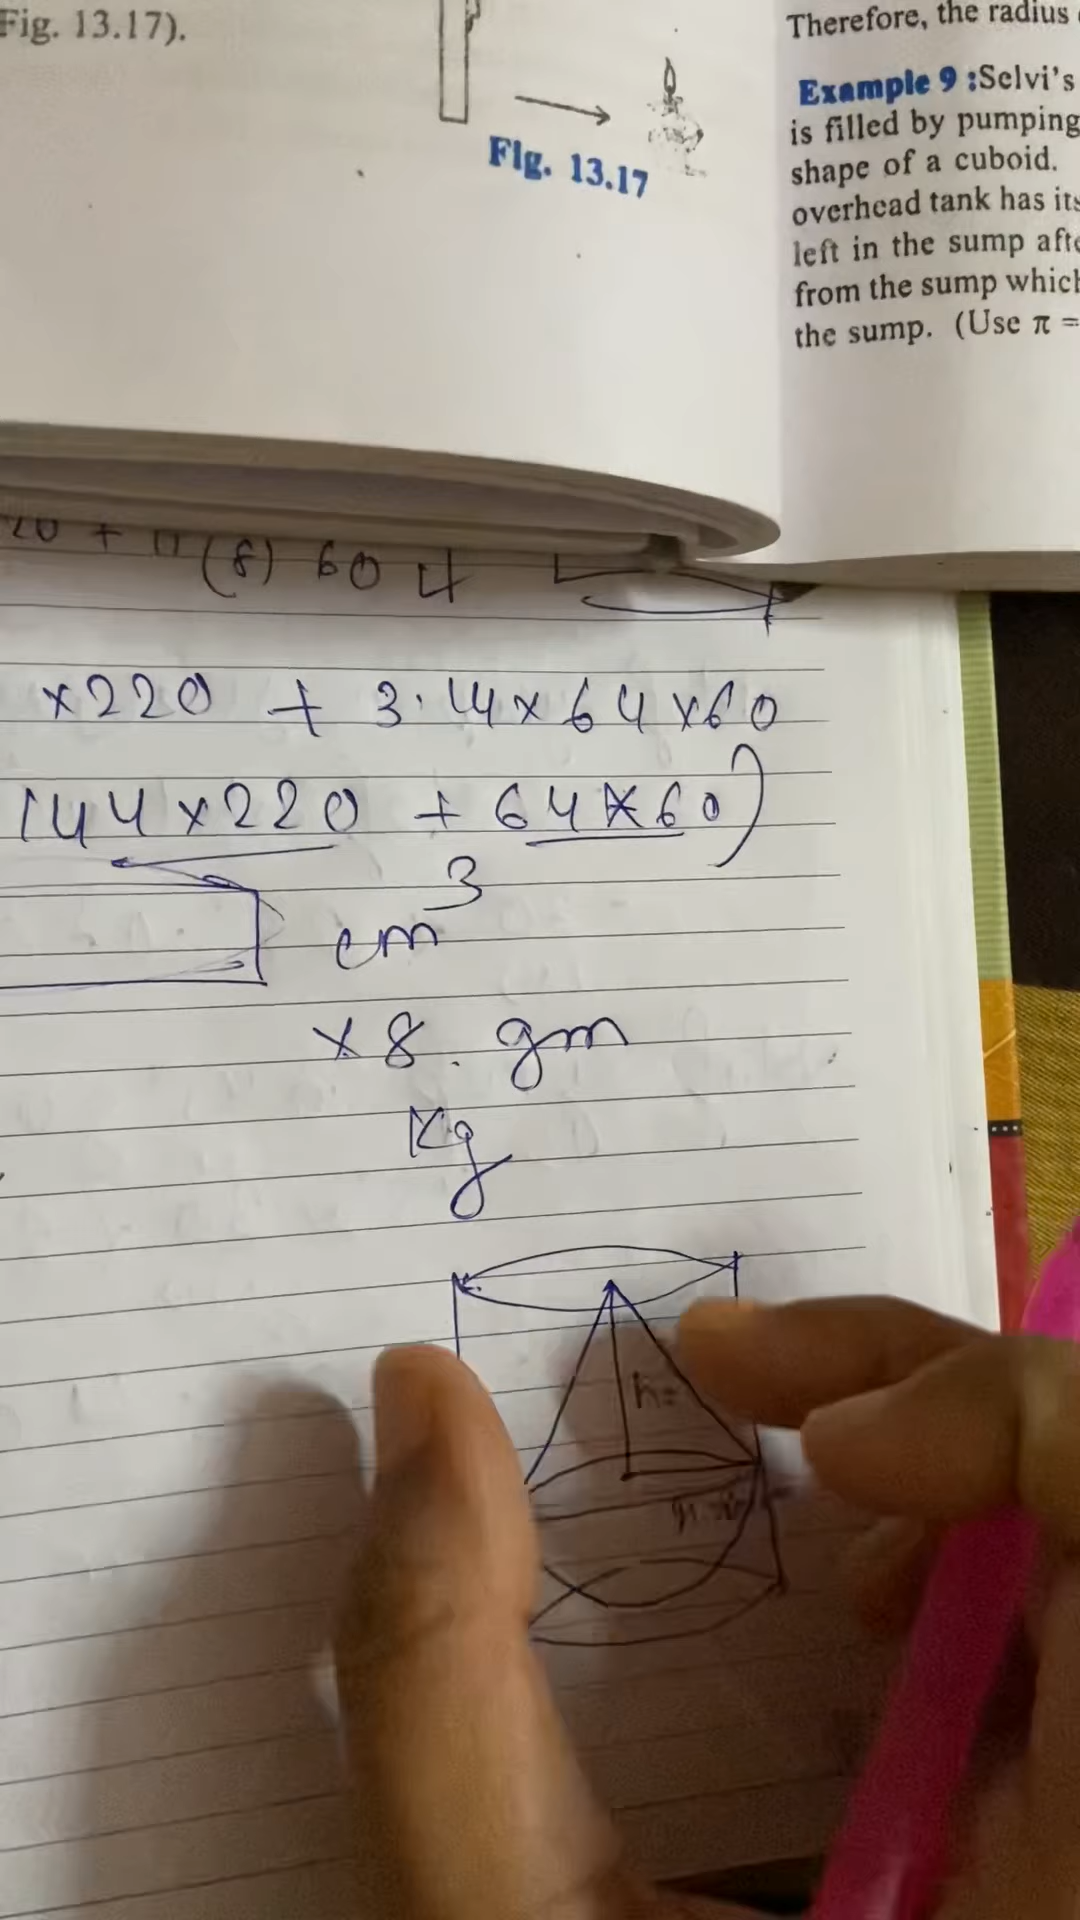 Fig. 13.17).
Fig. 13.17
Therefore, the radius
Example 9 : Selvi's
is filled by pumping
shape of a cuboid.
overhead tank has its
left in the sump afte
from the sump which
the sump. (Use π =
20 + π (8) 60
×220 + 3.14×64×60
144×220 + 64×60)
cm³
×8 gm
Kg
h=